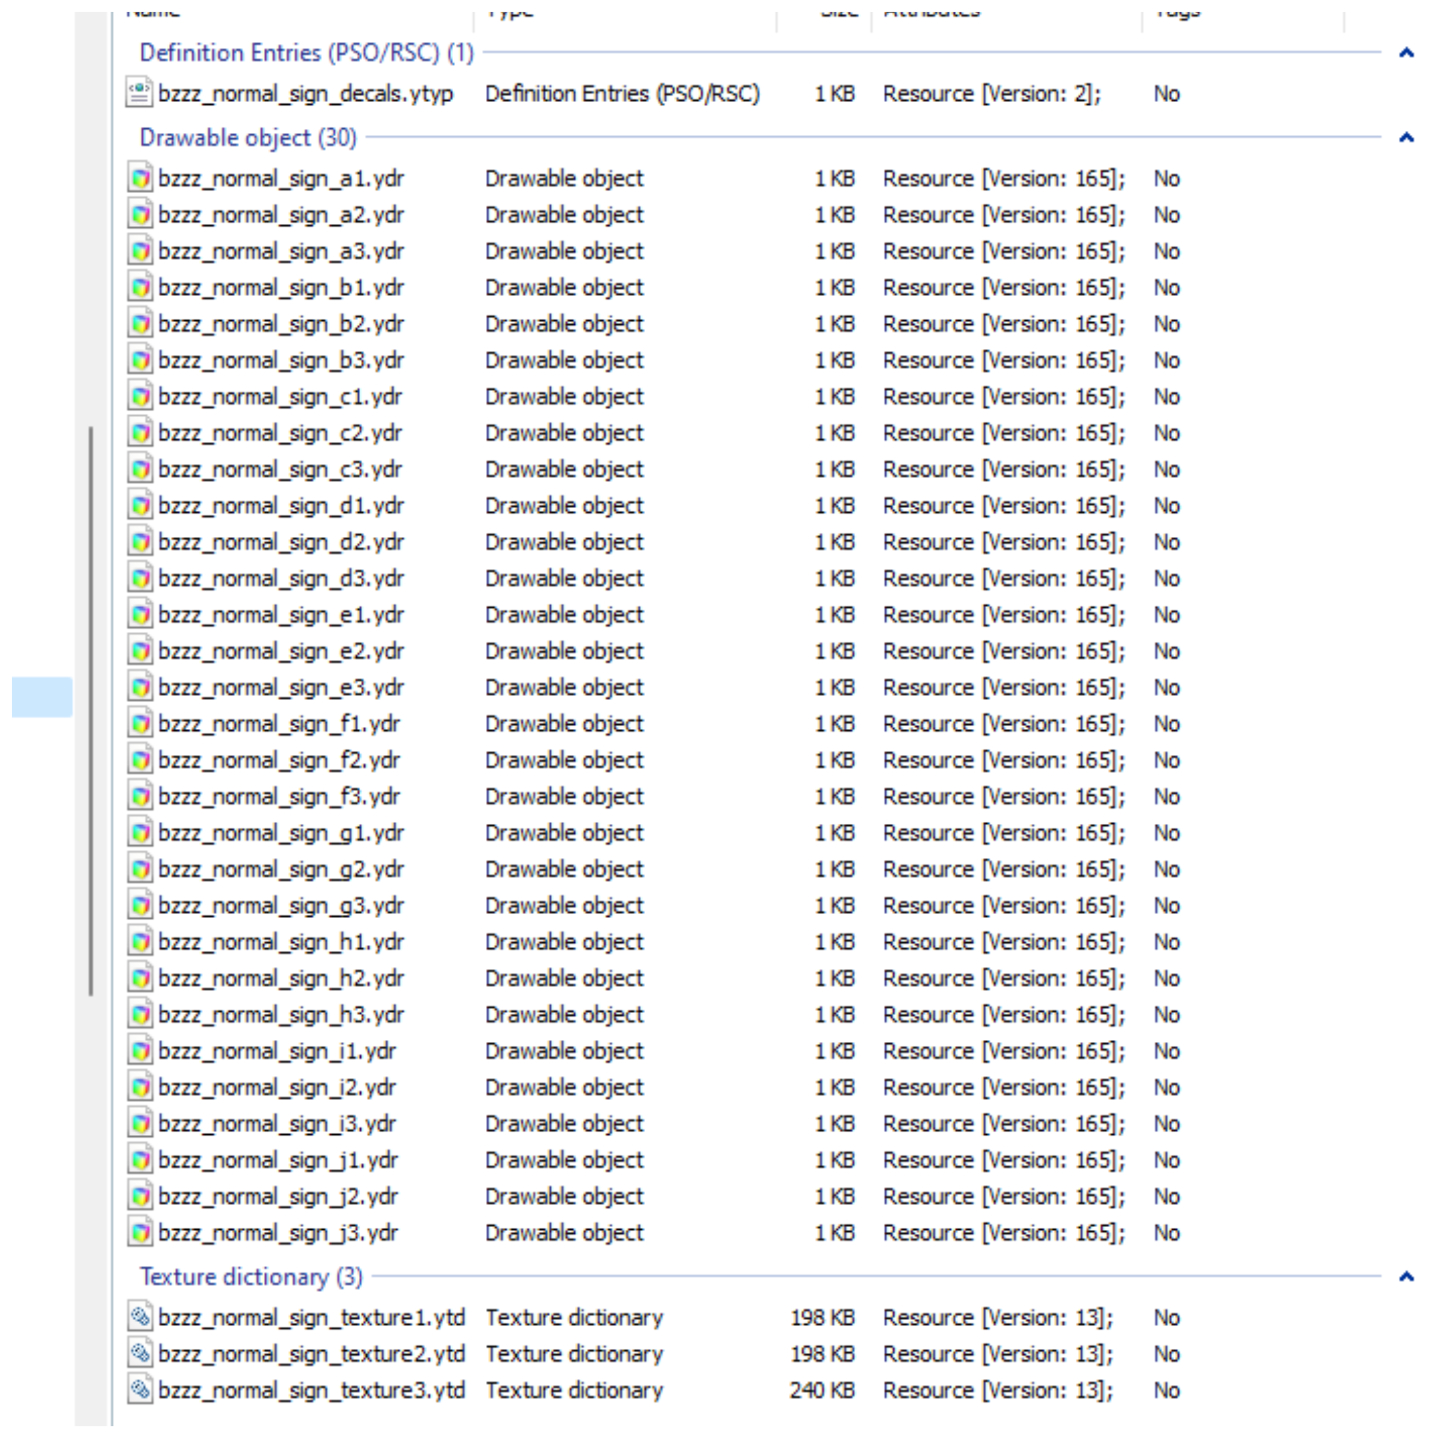 Name Type Size Attributes Tags
Definition Entries (PSO/RSC) (1)
bzzz_normal_sign_decals.ytyp Definition Entries (PSO/RSC) 1 KB Resource [Version: 2]; No
Drawable object (30)
bzzz_normal_sign_a1.ydr Drawable object 1 KB Resource [Version: 165]; No
bzzz_normal_sign_a2.ydr Drawable object 1 KB Resource [Version: 165]; No
bzzz_normal_sign_a3.ydr Drawable object 1 KB Resource [Version: 165]; No
bzzz_normal_sign_b1.ydr Drawable object 1 KB Resource [Version: 165]; No
bzzz_normal_sign_b2.ydr Drawable object 1 KB Resource [Version: 165]; No
bzzz_normal_sign_b3.ydr Drawable object 1 KB Resource [Version: 165]; No
bzzz_normal_sign_c1.ydr Drawable object 1 KB Resource [Version: 165]; No
bzzz_normal_sign_c2.ydr Drawable object 1 KB Resource [Version: 165]; No
bzzz_normal_sign_c3.ydr Drawable object 1 KB Resource [Version: 165]; No
bzzz_normal_sign_d1.ydr Drawable object 1 KB Resource [Version: 165]; No
bzzz_normal_sign_d2.ydr Drawable object 1 KB Resource [Version: 165]; No
bzzz_normal_sign_d3.ydr Drawable object 1 KB Resource [Version: 165]; No
bzzz_normal_sign_e1.ydr Drawable object 1 KB Resource [Version: 165]; No
bzzz_normal_sign_e2.ydr Drawable object 1 KB Resource [Version: 165]; No
bzzz_normal_sign_e3.ydr Drawable object 1 KB Resource [Version: 165]; No
bzzz_normal_sign_f1.ydr Drawable object 1 KB Resource [Version: 165]; No
bzzz_normal_sign_f2.ydr Drawable object 1 KB Resource [Version: 165]; No
bzzz_normal_sign_f3.ydr Drawable object 1 KB Resource [Version: 165]; No
bzzz_normal_sign_g1.ydr Drawable object 1 KB Resource [Version: 165]; No
bzzz_normal_sign_g2.ydr Drawable object 1 KB Resource [Version: 165]; No
bzzz_normal_sign_g3.ydr Drawable object 1 KB Resource [Version: 165]; No
bzzz_normal_sign_h1.ydr Drawable object 1 KB Resource [Version: 165]; No
bzzz_normal_sign_h2.ydr Drawable object 1 KB Resource [Version: 165]; No
bzzz_normal_sign_h3.ydr Drawable object 1 KB Resource [Version: 165]; No
bzzz_normal_sign_i1.ydr Drawable object 1 KB Resource [Version: 165]; No
bzzz_normal_sign_i2.ydr Drawable object 1 KB Resource [Version: 165]; No
bzzz_normal_sign_i3.ydr Drawable object 1 KB Resource [Version: 165]; No
bzzz_normal_sign_j1.ydr Drawable object 1 KB Resource [Version: 165]; No
bzzz_normal_sign_j2.ydr Drawable object 1 KB Resource [Version: 165]; No
bzzz_normal_sign_j3.ydr Drawable object 1 KB Resource [Version: 165]; No
Texture dictionary (3)
bzzz_normal_sign_texture1.ytd Texture dictionary 198 KB Resource [Version: 13]; No
bzzz_normal_sign_texture2.ytd Texture dictionary 198 KB Resource [Version: 13]; No
bzzz_normal_sign_texture3.ytd Texture dictionary 240 KB Resource [Version: 13]; No